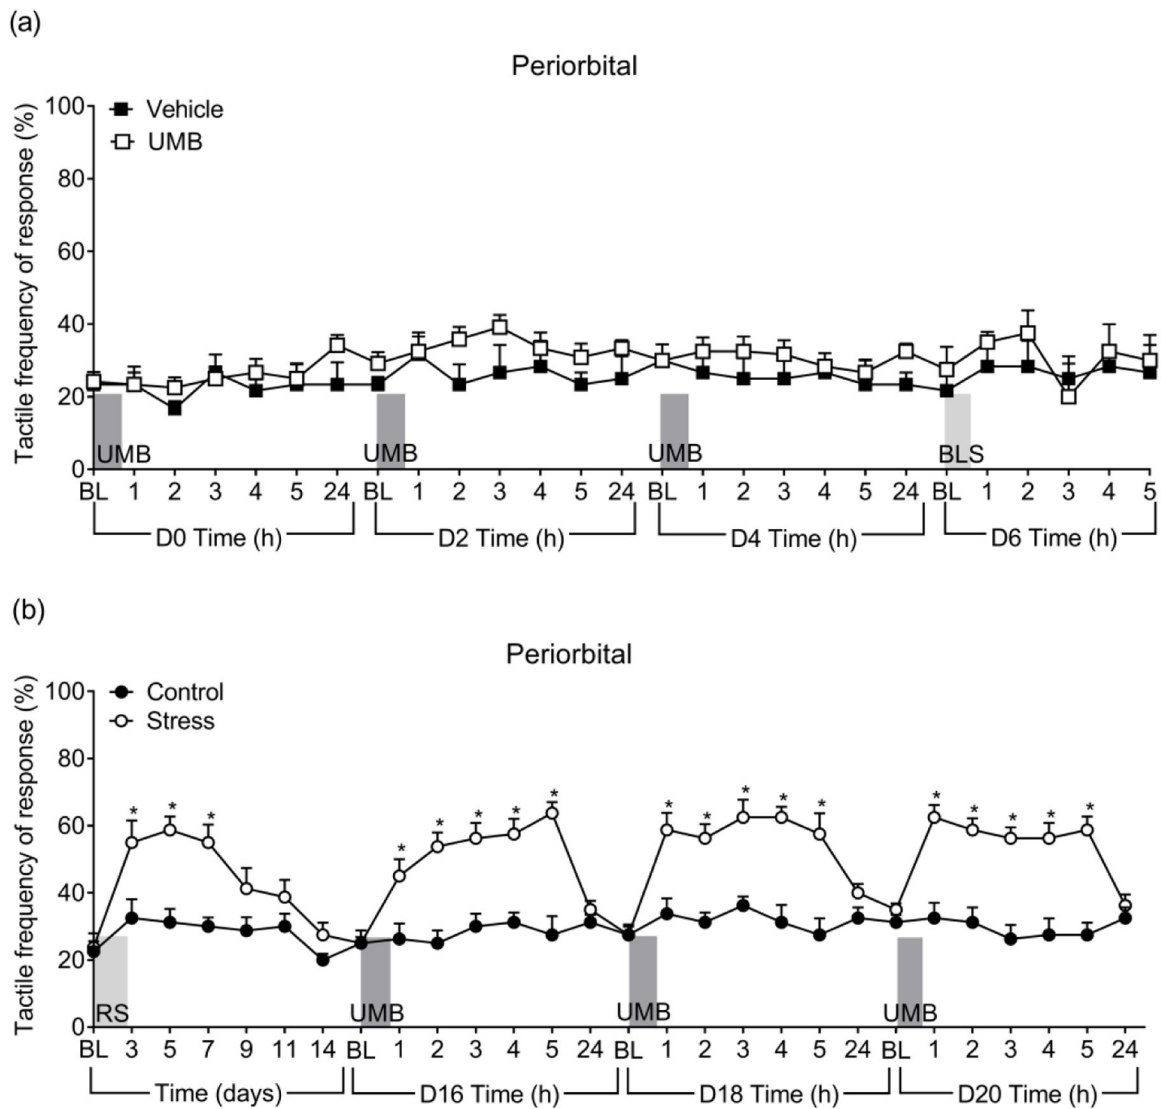 (a)
Periorbital
Tactile frequency of response (%)
100
80
60
40
20
0
Vehicle
UMB
UMB
UMB
UMB
BLS
BL 1 2 3 4 5 24 BL 1 2 3 4 5 24 BL 1 2 3 4 5 24 BL 1 2 3 4 5
D0 Time (h) D2 Time (h) D4 Time (h) D6 Time (h)
(b)
Periorbital
Tactile frequency of response (%)
100
80
60
40
20
0
Control
Stress
* * * * * * * * * * * * * * * * * *
RS
UMB
UMB
UMB
BL 3 5 7 9 11 14 BL 1 2 3 4 5 24 BL 1 2 3 4 5 24 BL 1 2 3 4 5 24
Time (days) D16 Time (h) D18 Time (h) D20 Time (h)